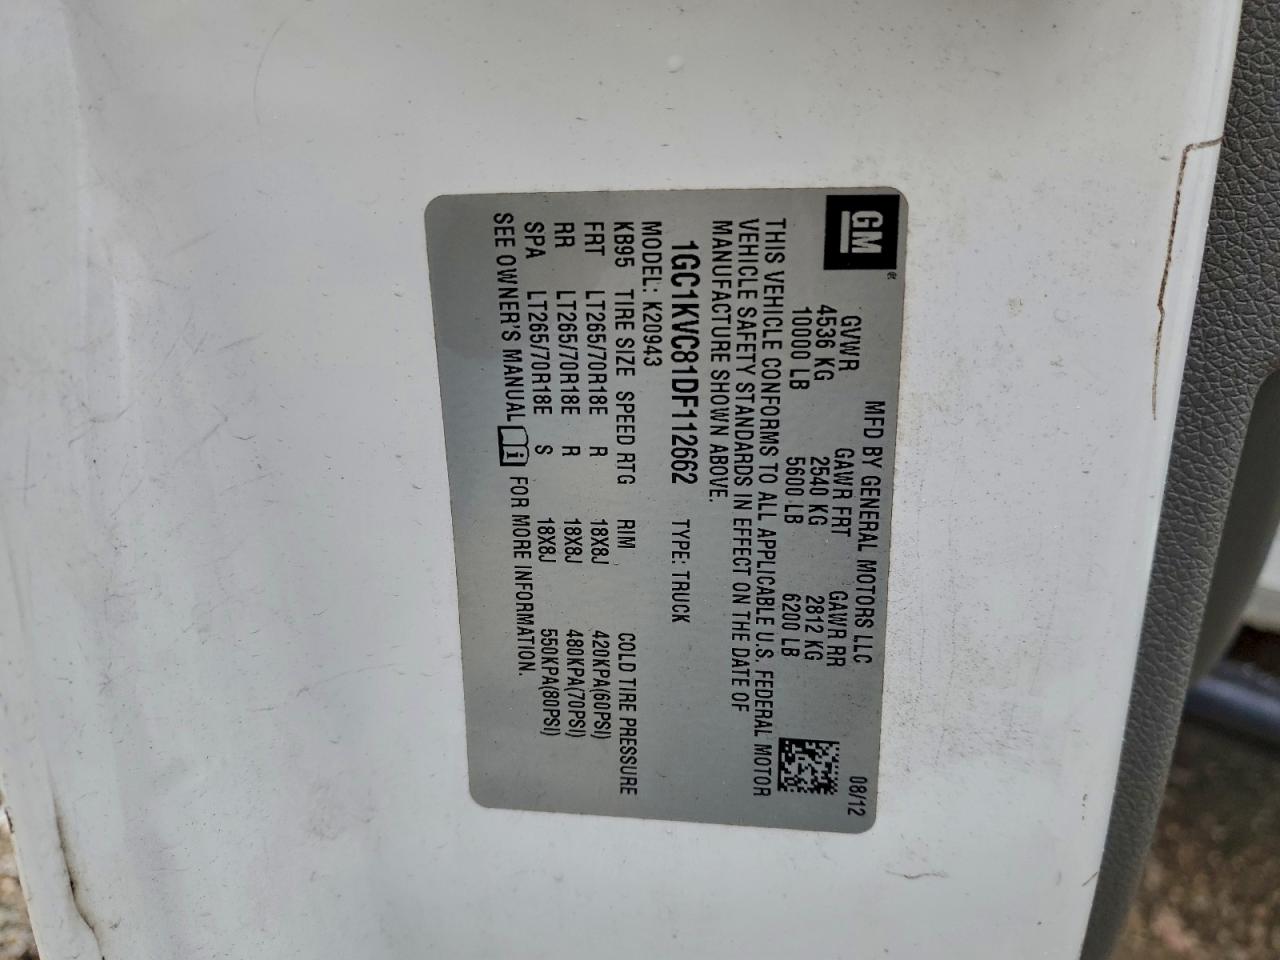 GM
MFD BY GENERAL MOTORS LLC 08/12
GVWR GAWR FRT GAWR RR
4536 KG 2540 KG 2812 KG
10000 LB 5600 LB 6200 LB
THIS VEHICLE CONFORMS TO ALL APPLICABLE U.S. FEDERAL MOTOR
VEHICLE SAFETY STANDARDS IN EFFECT ON THE DATE OF
MANUFACTURE SHOWN ABOVE.
1GC1KVC81DF112662 TYPE: TRUCK
MODEL: K20943
KB95 TIRE SIZE SPEED RTG RIM COLD TIRE PRESSURE
FRT LT265/70R18E R 18X8J 420KPA(60PSI)
RR LT265/70R18E R 18X8J 480KPA(70PSI)
SPA LT265/70R18E S 18X8J 550KPA(80PSI)
SEE OWNER'S MANUAL FOR MORE INFORMATION.